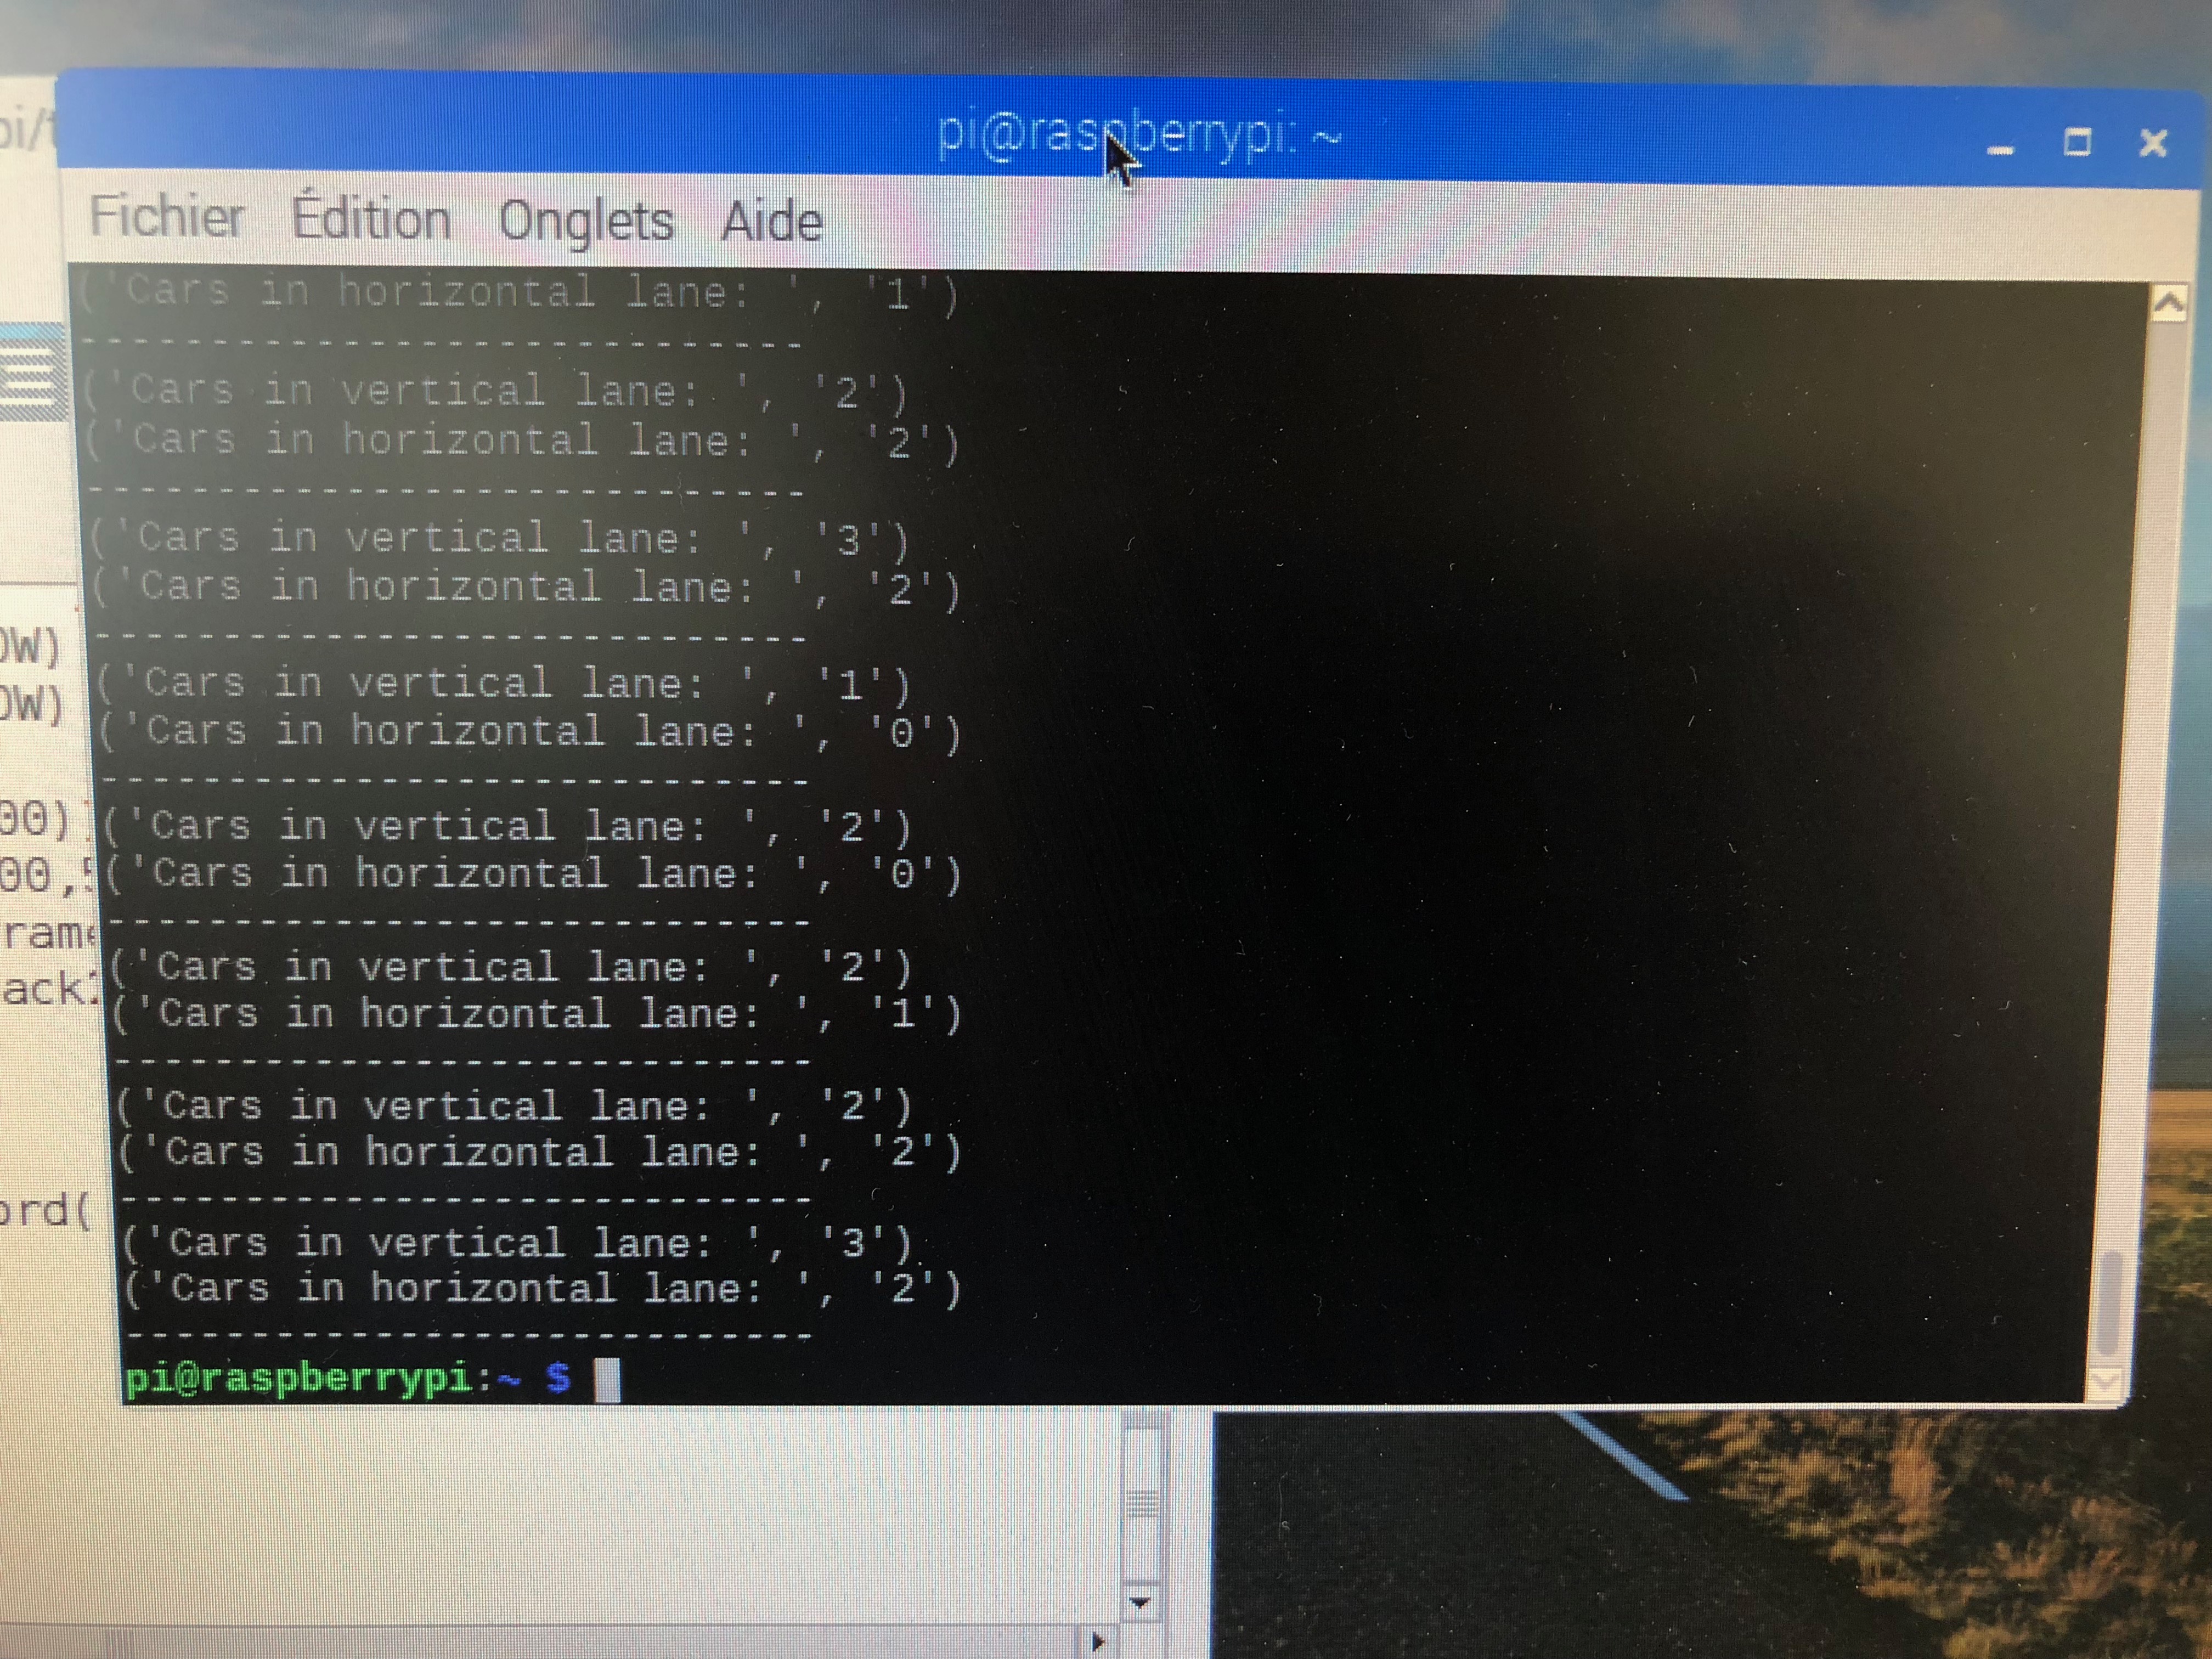 pi@raspberrypi: ~
Fichier Édition Onglets Aide
('Cars in horizontal lane: ', '1')
----------------------------
('Cars in vertical lane: ', '2')
('Cars in horizontal lane: ', '2')
----------------------------
('Cars in vertical lane: ', '3')
('Cars in horizontal lane: ', '2')
----------------------------
('Cars in vertical lane: ', '1')
('Cars in horizontal lane: ', '0')
----------------------------
('Cars in vertical lane: ', '2')
('Cars in horizontal lane: ', '0')
----------------------------
('Cars in vertical lane: ', '2')
('Cars in horizontal lane: ', '1')
----------------------------
('Cars in vertical lane: ', '2')
('Cars in horizontal lane: ', '2')
----------------------------
('Cars in vertical lane: ', '3')
('Cars in horizontal lane: ', '2')
----------------------------
pi@raspberrypi:~ $
pi/t
OW)
OW)
00)
00,5
rame
ack
ord(